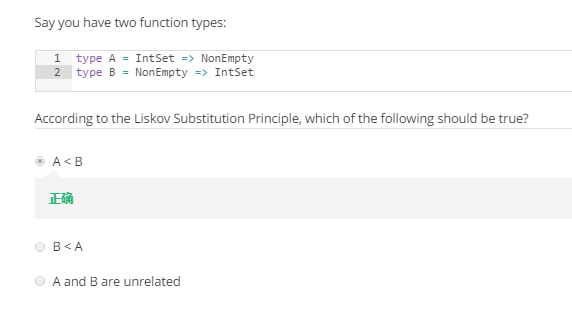 Say you have two function types:
1 type A = IntSet => NonEmpty
2 type B = NonEmpty => IntSet
According to the Liskov Substitution Principle, which of the following should be true?
A < B
正确
B < A
A and B are unrelated